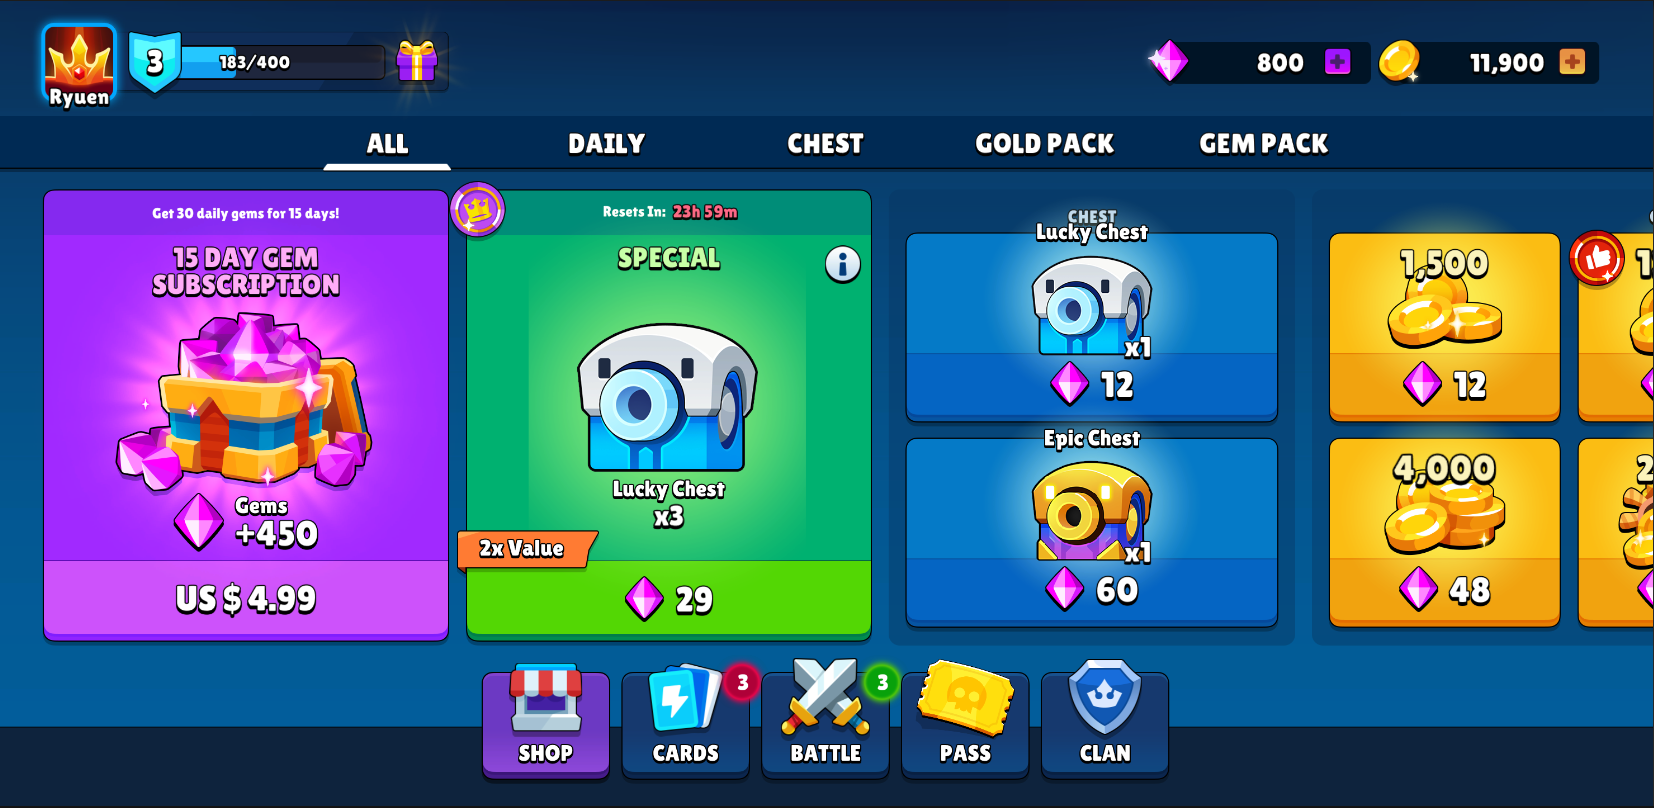 Ryuen
3
183/400
800
11,900
ALL
DAILY
CHEST
GOLD PACK
GEM PACK
Get 30 daily gems for 15 days!
15 DAY GEM
SUBSCRIPTION
Gems
+450
US $ 4.99
Resets In: 23h 59m
SPECIAL
Lucky Chest
x3
2x Value
29
CHEST
Lucky Chest
x1
12
Epic Chest
x1
60
1,500
12
4,000
48
SHOP
CARDS
3
BATTLE
3
PASS
CLAN